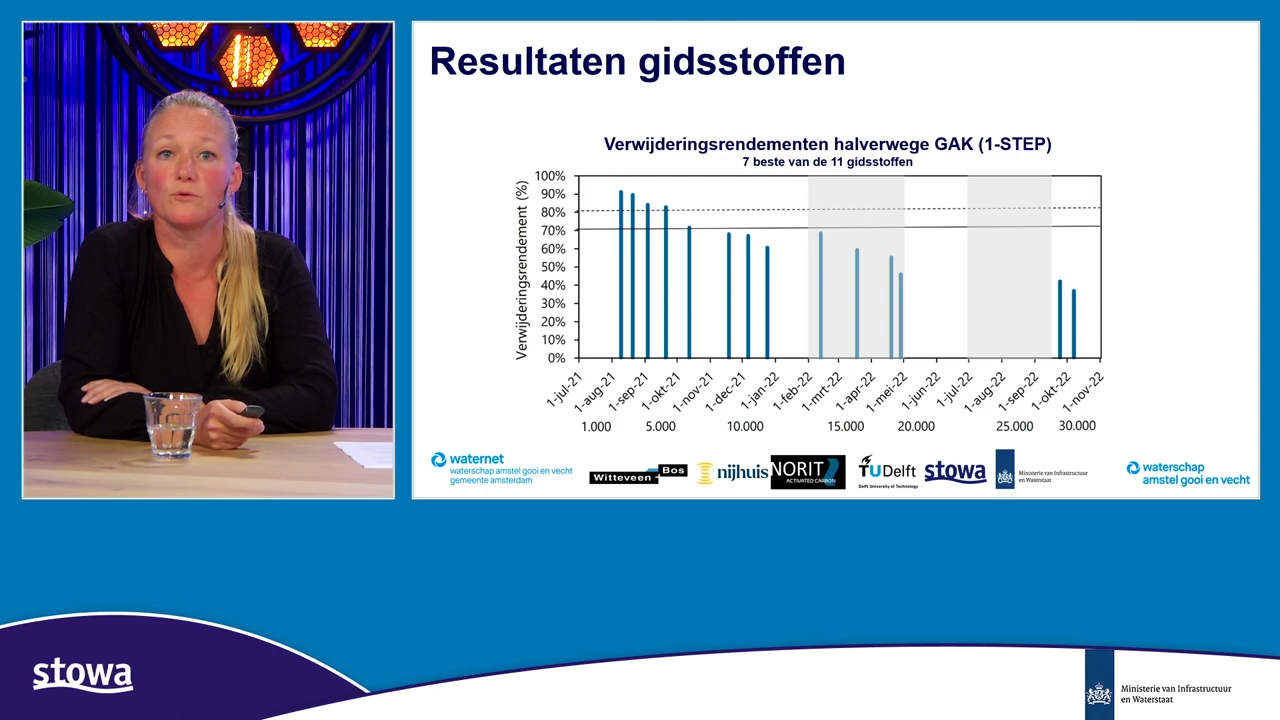 Resultaten gidsstoffen
Verwijderingsrendementen halverwege GAK (1-STEP)
7 beste van de 11 gidsstoffen
Verwijderingsrendement (%)
100%
90%
80%
70%
60%
50%
40%
30%
20%
10%
0%
1-jul-21
1-aug-21
1-sep-21
1-okt-21
1-nov-21
1-dec-21
1-jan-22
1-feb-22
1-mrt-22
1-apr-22
1-mei-22
1-jun-22
1-jul-22
1-aug-22
1-sep-22
1-okt-22
1-nov-22
1.000 5.000 10.000 15.000 20.000 25.000 30.000
waternet
waterschap amstel gooi en vecht
gemeente amsterdam
Witteveen + Bos
nijhuis
NORIT
ACTIVATED CARBON
TU Delft
Delft University of Technology
stowa
Ministerie van Infrastructuur
en Waterstaat
waterschap
amstel gooi en vecht
stowa
Ministerie van Infrastructuur
en Waterstaat